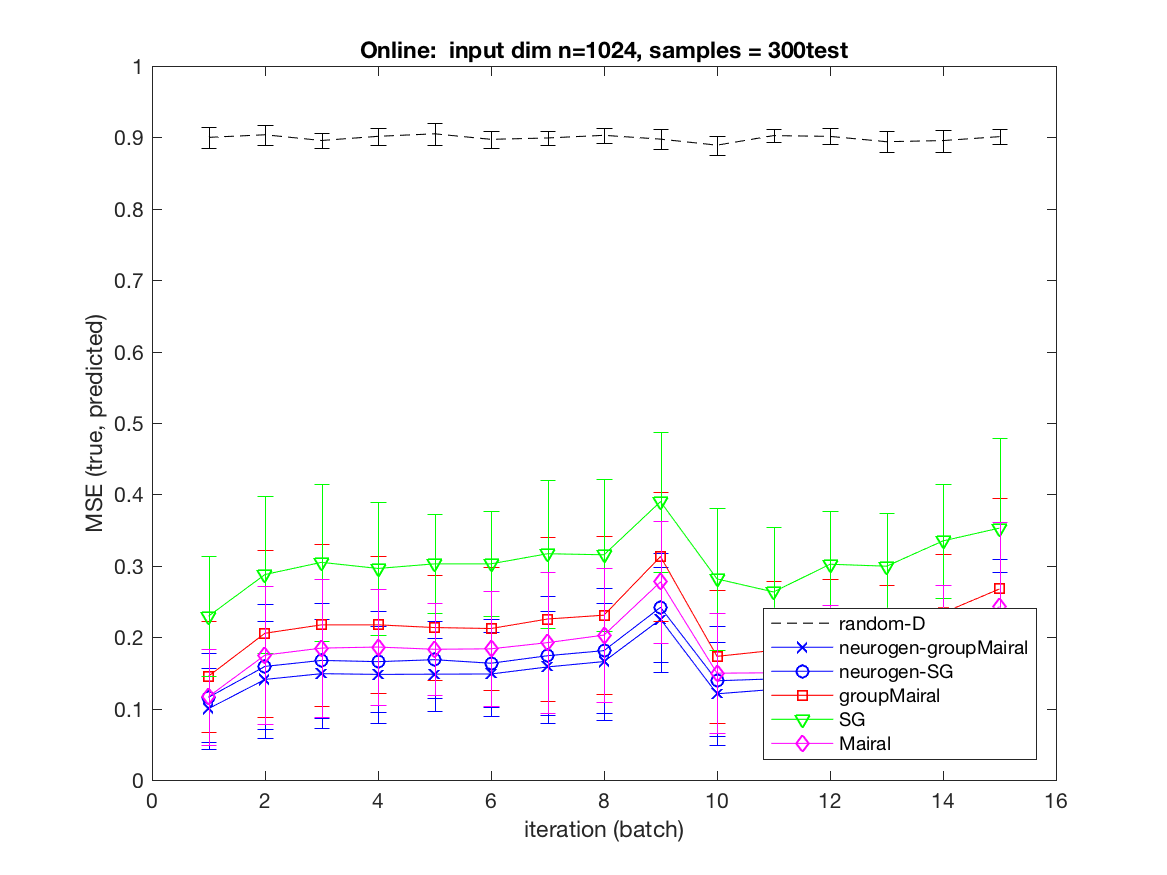 Online:  input dim n=1024, samples = 300test
1
0.9
0.8
0.7
0.6
0.5
0.4
0.3
0.2
0.1
0
MSE (true, predicted)
random-D
neurogen-groupMairal
neurogen-SG
groupMairal
SG
Mairal
0 2 4 6 8 10 12 14 16
iteration (batch)